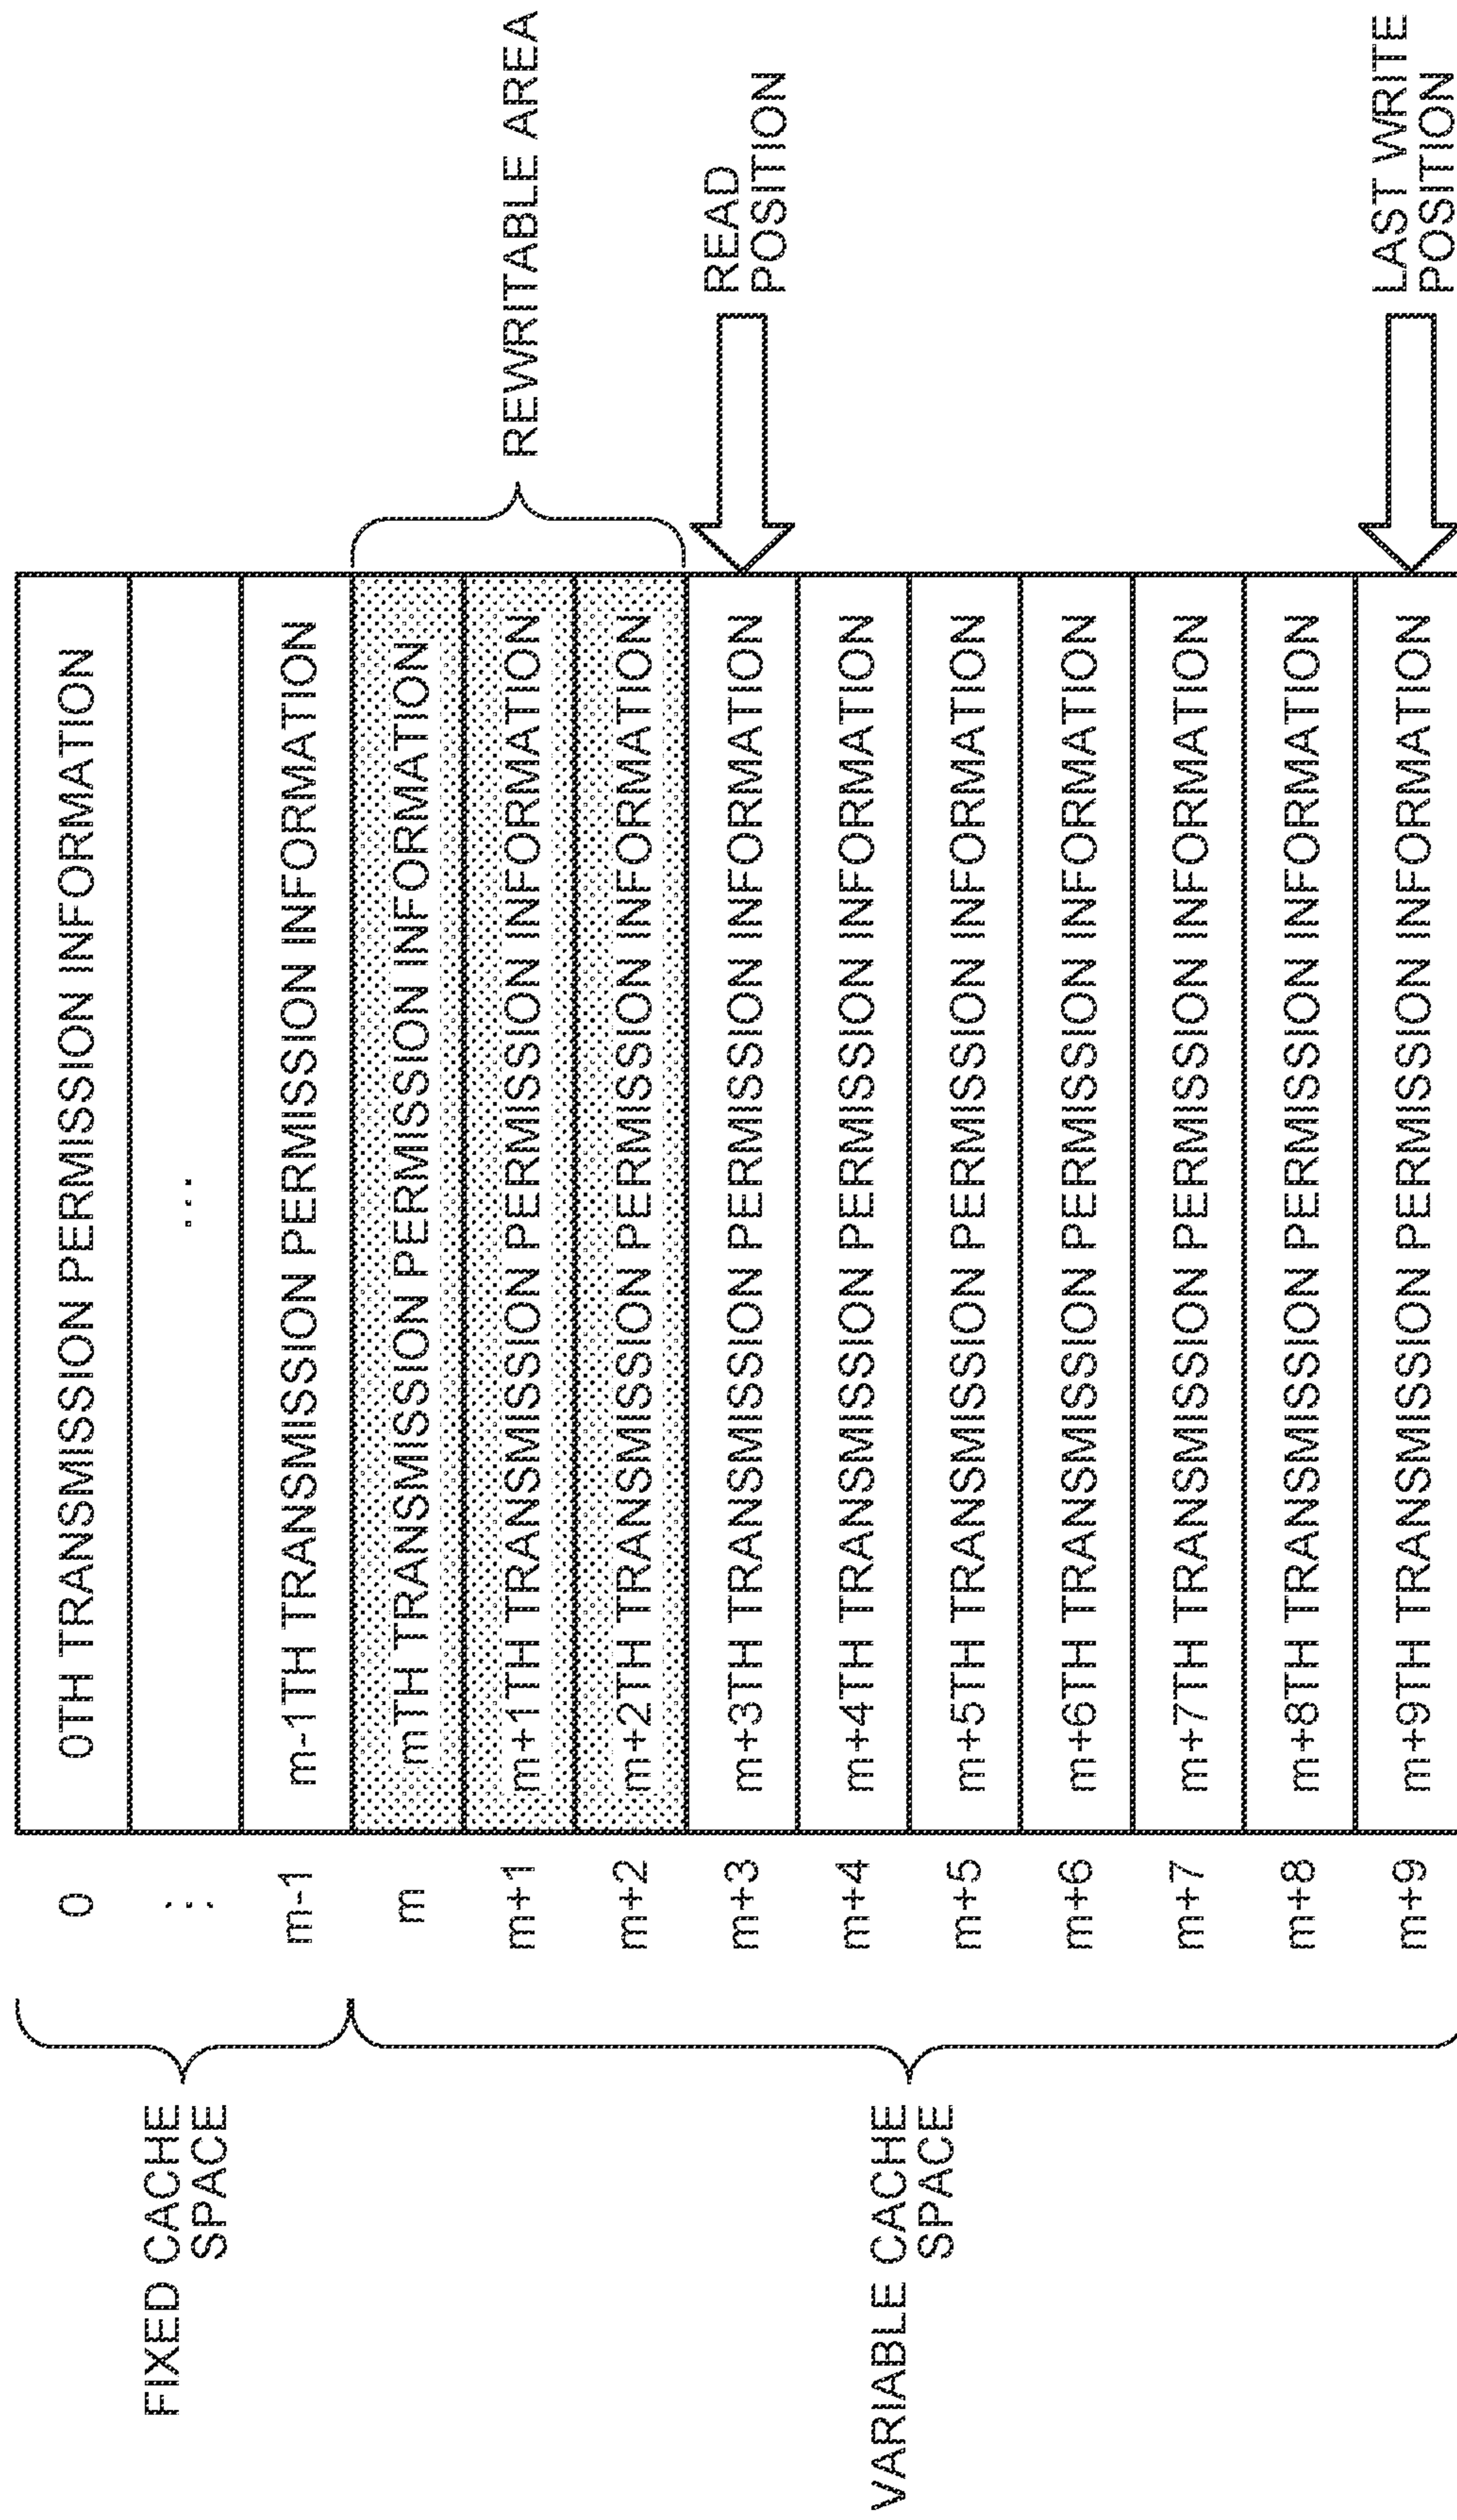 FIXED CACHE
SPACE
VARIABLE CACHE
SPACE
0
⋮
m-1
m
m+1
m+2
m+3
m+4
m+5
m+6
m+7
m+8
m+9
0TH TRANSMISSION PERMISSION INFORMATION
...
m-1TH TRANSMISSION PERMISSION INFORMATION
mTH TRANSMISSION PERMISSION INFORMATION
m+1TH TRANSMISSION PERMISSION INFORMATION
m+2TH TRANSMISSION PERMISSION INFORMATION
m+3TH TRANSMISSION PERMISSION INFORMATION
m+4TH TRANSMISSION PERMISSION INFORMATION
m+5TH TRANSMISSION PERMISSION INFORMATION
m+6TH TRANSMISSION PERMISSION INFORMATION
m+7TH TRANSMISSION PERMISSION INFORMATION
m+8TH TRANSMISSION PERMISSION INFORMATION
m+9TH TRANSMISSION PERMISSION INFORMATION
REWRITABLE AREA
READ
POSITION
LAST WRITE
POSITION